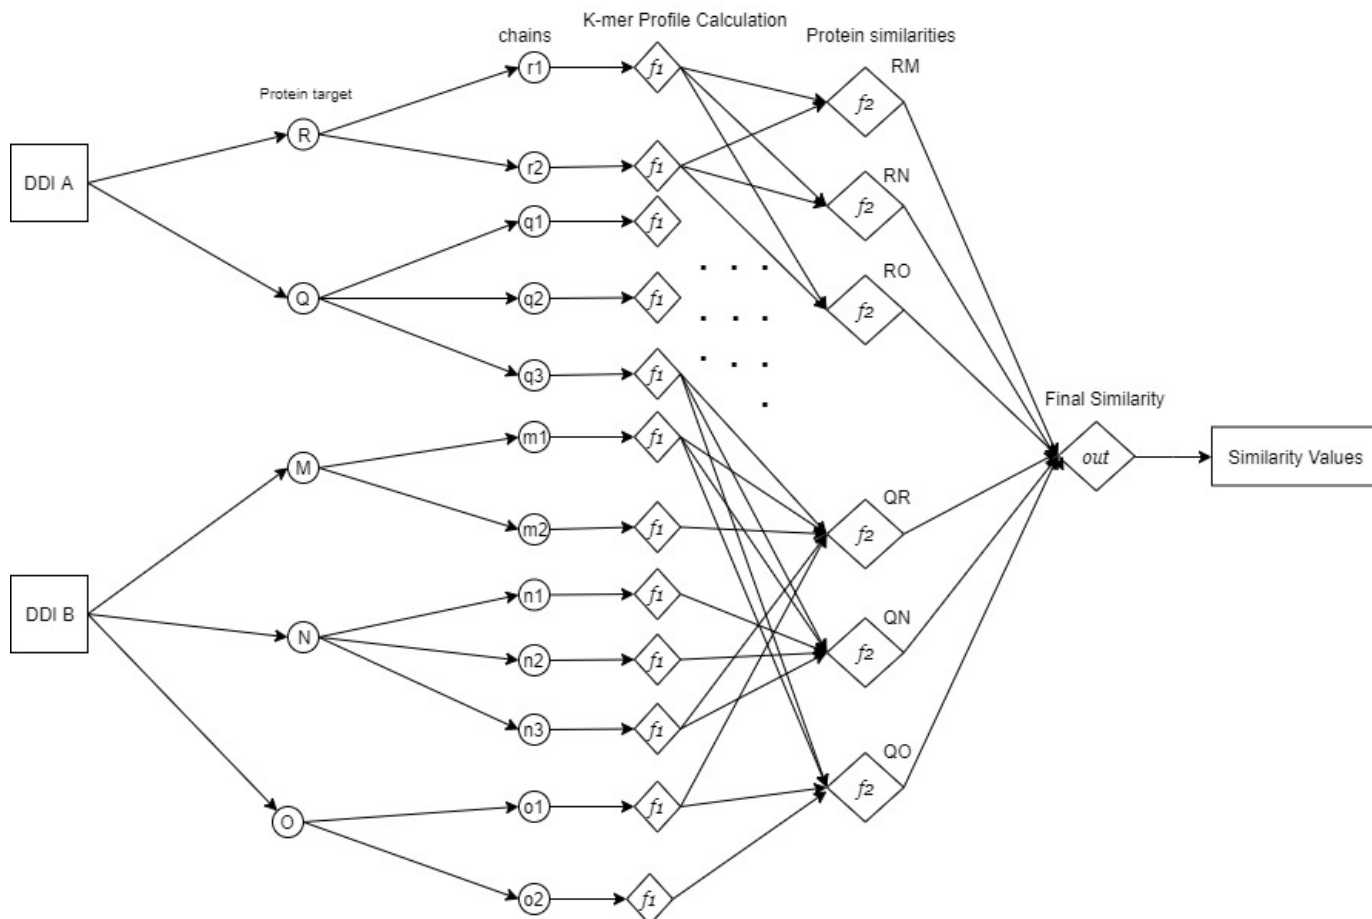 K-mer Profile Calculation
chains
Protein similarities
Protein target
r1
f1
RM
f2
R
DDI A
r2
f1
RN
f2
q1
f1
RO
f2
Q
q2
f1
q3
f1
Final Similarity
m1
f1
out
Similarity Values
M
m2
f1
QR
f2
DDI B
n1
f1
N
n2
f1
QN
f2
n3
f1
QO
f2
O
o1
f1
o2
f1